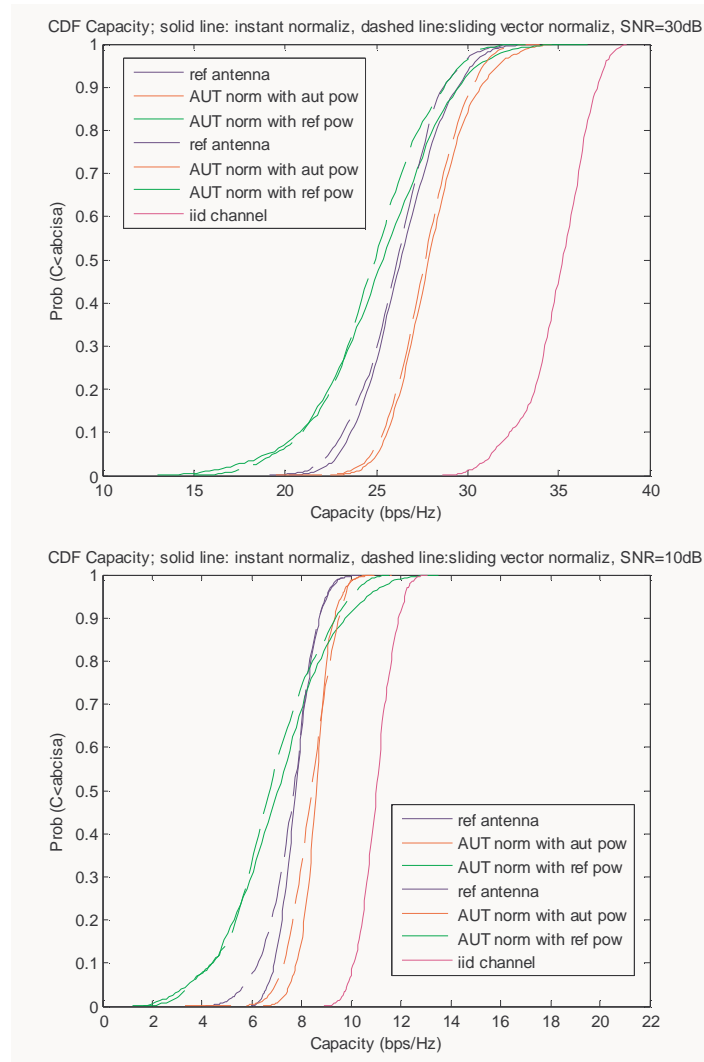 CDF Capacity; solid line: instant normaliz, dashed line:sliding vector normaliz, SNR=30dB
1
0.9
0.8
0.7
0.6
0.5
0.4
0.3
0.2
0.1
0
Prob (C<abcisa)
ref antenna
AUT norm with aut pow
AUT norm with ref pow
ref antenna
AUT norm with aut pow
AUT norm with ref pow
iid channel
10 15 20 25 30 35 40
Capacity (bps/Hz)
CDF Capacity; solid line: instant normaliz, dashed line:sliding vector normaliz, SNR=10dB
1
0.9
0.8
0.7
0.6
0.5
0.4
0.3
0.2
0.1
0
Prob (C<abcisa)
ref antenna
AUT norm with aut pow
AUT norm with ref pow
ref antenna
AUT norm with aut pow
AUT norm with ref pow
iid channel
0 2 4 6 8 10 12 14 16 18 20 22
Capacity (bps/Hz)